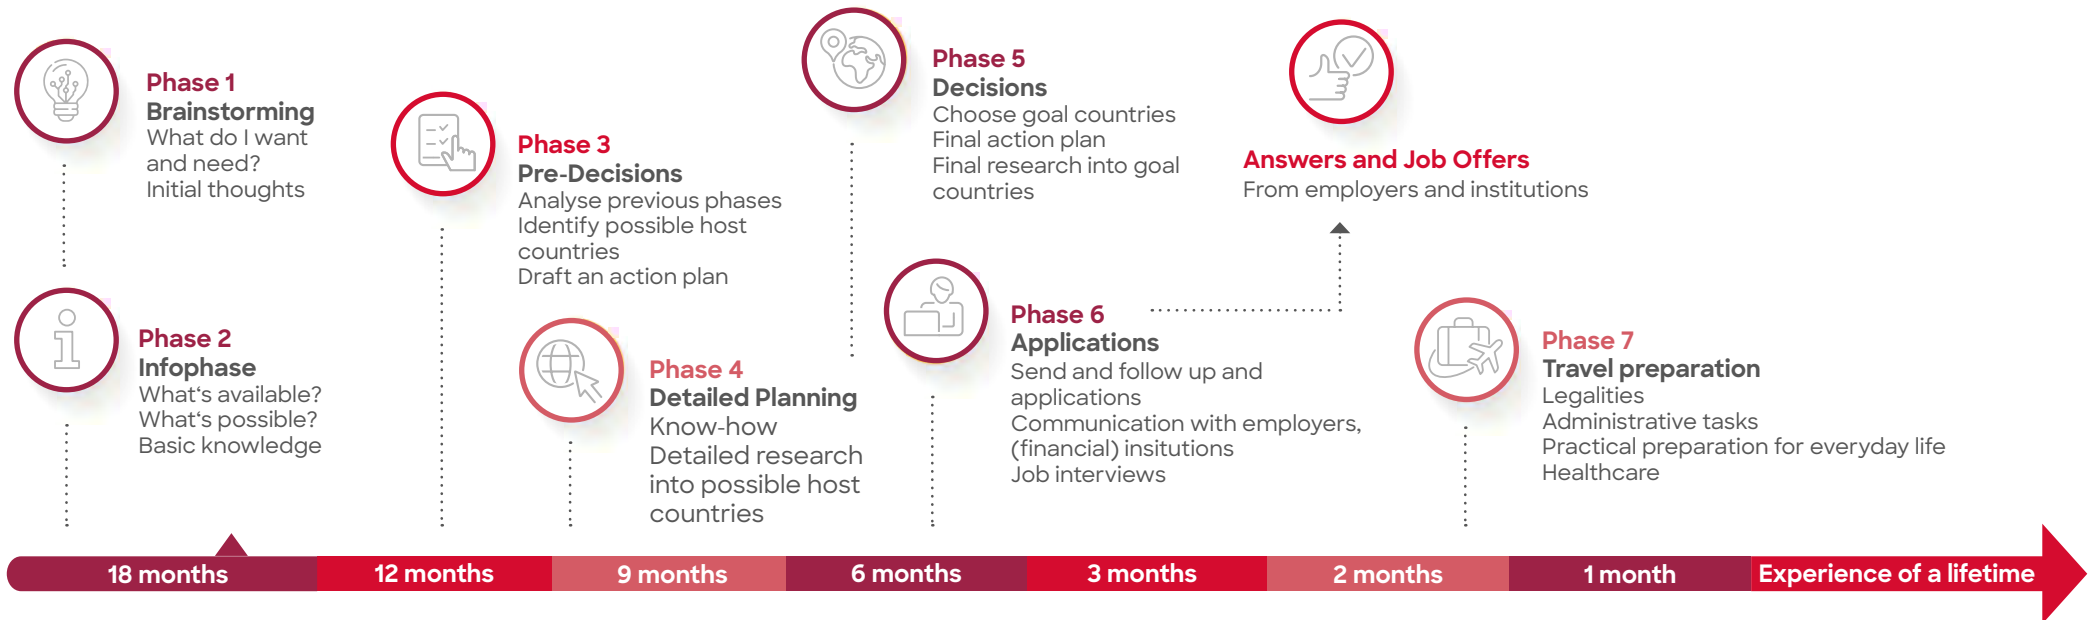 Phase 1
Brainstorming
What do I want
and need?
Initial thoughts
Phase 2
Infophase
What‘s available?
What‘s possible?
Basic knowledge
Phase 3
Pre-Decisions
Analyse previous phases
Identify possible host
countries
Draft an action plan
Phase 4
Detailed Planning
Know-how
Detailed research
into possible host
countries
Phase 5
Decisions
Choose goal countries
Final action plan
Final research into goal
countries
Phase 6
Applications
Send and follow up and
applications
Communication with employers,
(financial) insitutions
Job interviews
Answers and Job Offers
From employers and institutions
Phase 7
Travel preparation
Legalities
Administrative tasks
Practical preparation for everyday life
Healthcare
18 months
12 months
9 months
6 months
3 months
2 months
1 month
Experience of a lifetime